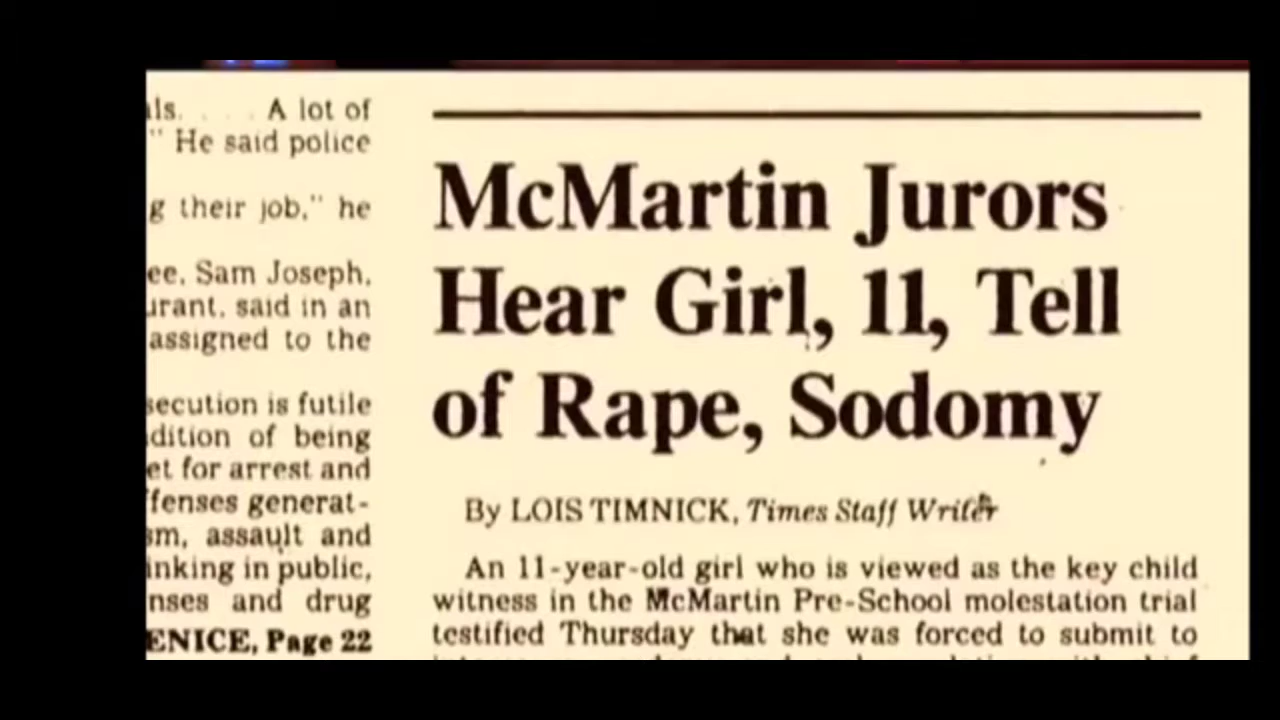 ls. . . . A lot of
" He said police
g their job," he
ee, Sam Joseph,
urant, said in an
assigned to the
secution is futile
dition of being
et for arrest and
ffenses generat-
sm, assault and
inking in public,
nses and drug
ENICE, Page 22
McMartin Jurors
Hear Girl, 11, Tell
of Rape, Sodomy
By LOIS TIMNICK, Times Staff Writer
An 11-year-old girl who is viewed as the key child
witness in the McMartin Pre-School molestation trial
testified Thursday that she was forced to submit to